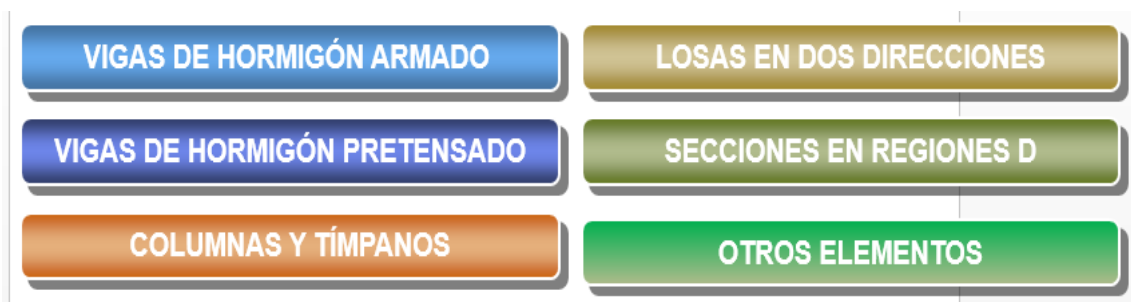 VIGAS DE HORMIGÓN ARMADO
LOSAS EN DOS DIRECCIONES
VIGAS DE HORMIGÓN PRETENSADO
SECCIONES EN REGIONES D
COLUMNAS Y TÍMPANOS
OTROS ELEMENTOS